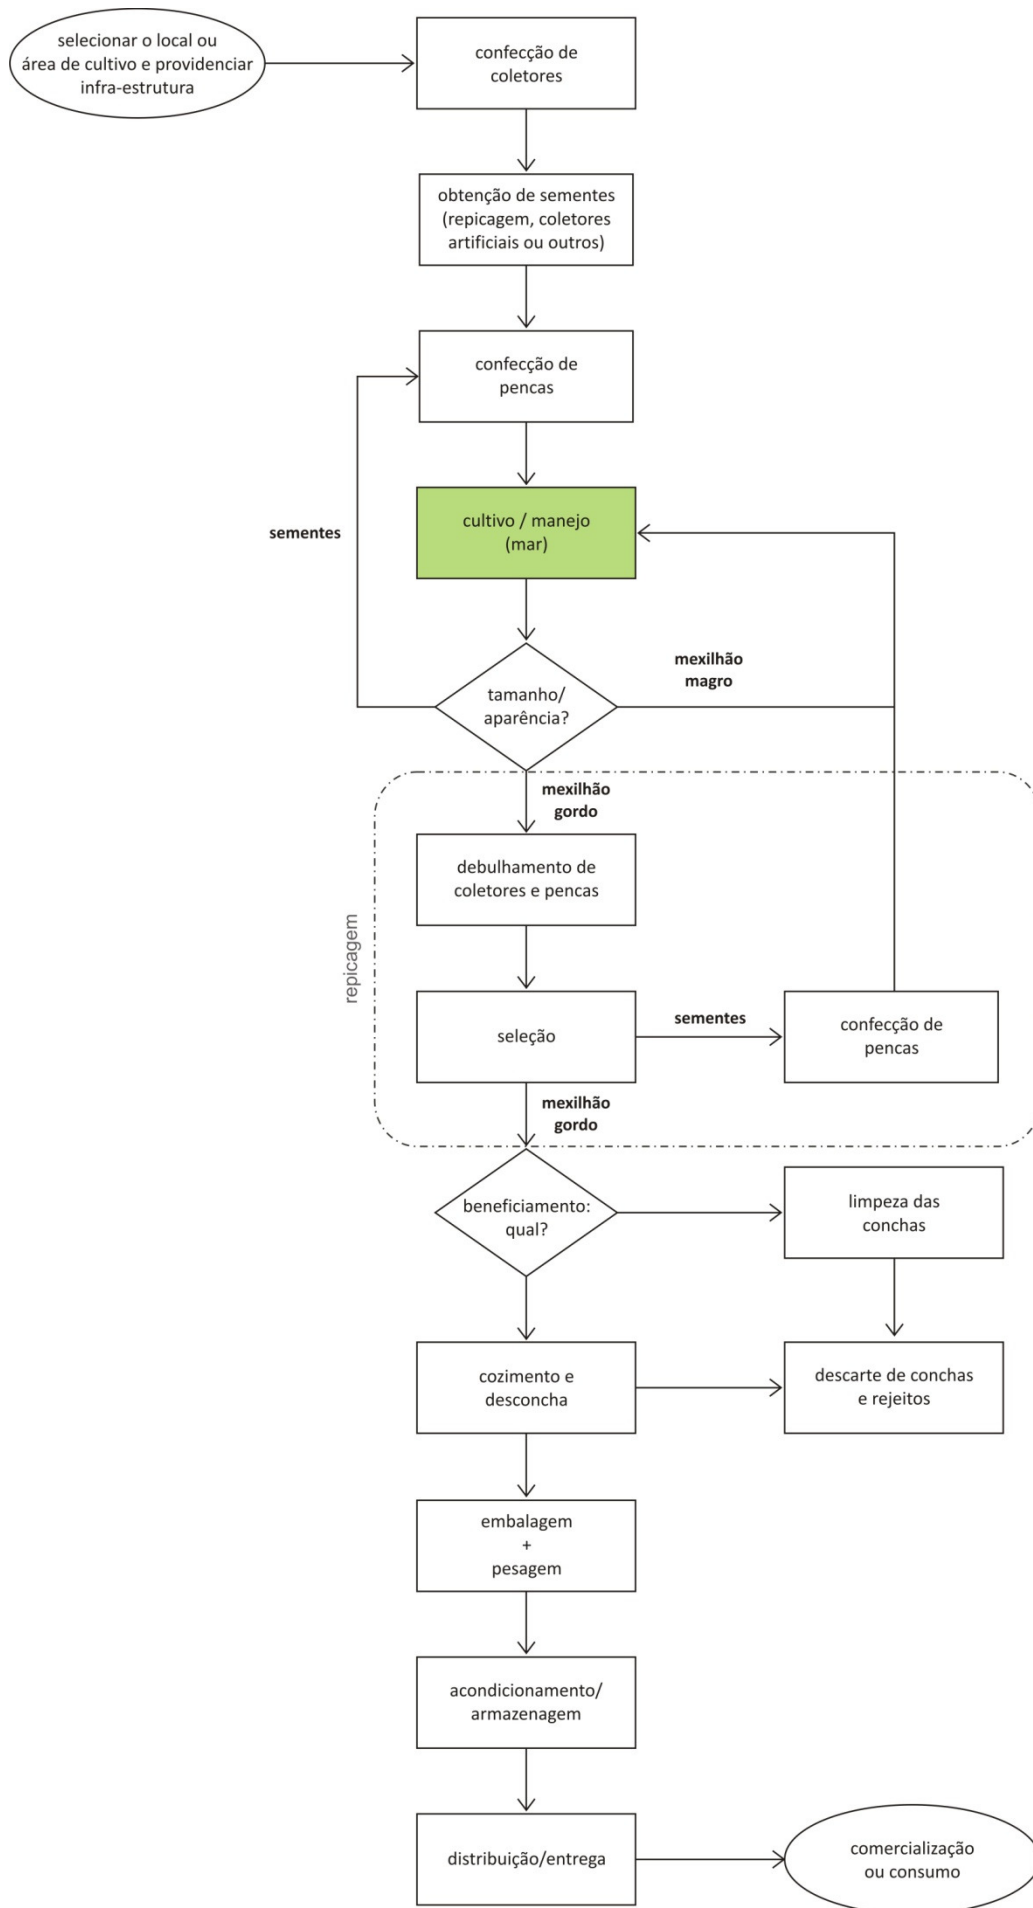 selecionar o local ou
área de cultivo e providenciar
infra-estrutura
confecção de
coletores
obtenção de sementes
(repicagem, coletores
artificiais ou outros)
confecção de
pencas
sementes
cultivo / manejo
(mar)
mexilhão
magro
tamanho/
aparência?
mexilhão
gordo
debulhamento de
coletores e pencas
repicagem
seleção
sementes
confecção de
pencas
mexilhão
gordo
beneficiamento:
qual?
limpeza das
conchas
cozimento e
desconcha
descarte de conchas
e rejeitos
embalagem
+
pesagem
acondicionamento/
armazenagem
distribuição/entrega
comercialização
ou consumo